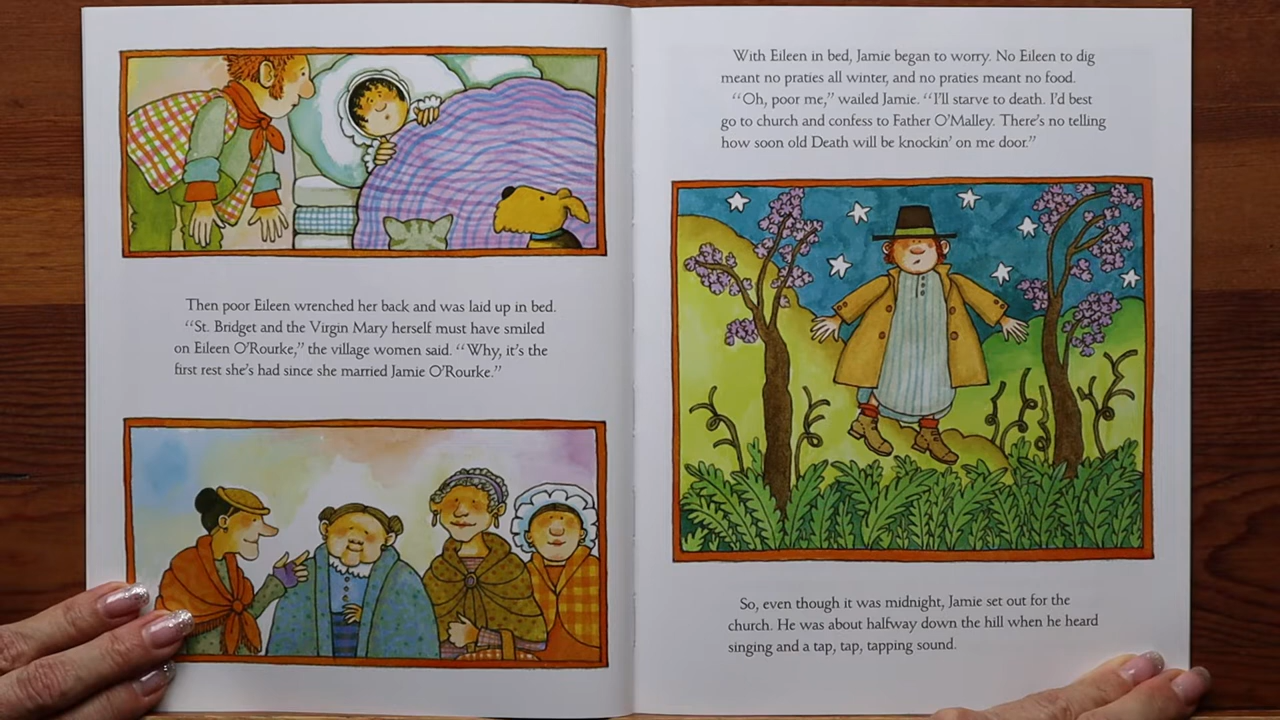 Then poor Eileen wrenched her back and was laid up in bed.
“St. Bridget and the Virgin Mary herself must have smiled
on Eileen O’Rourke,” the village women said. “Why, it’s the
first rest she’s had since she married Jamie O’Rourke.”
With Eileen in bed, Jamie began to worry. No Eileen to dig
meant no praties all winter, and no praties meant no food.
“Oh, poor me,” wailed Jamie. “I’ll starve to death. I’d best
go to church and confess to Father O’Malley. There’s no telling
how soon old Death will be knockin’ on me door.”
So, even though it was midnight, Jamie set out for the
church. He was about halfway down the hill when he heard
singing and a tap, tap, tapping sound.